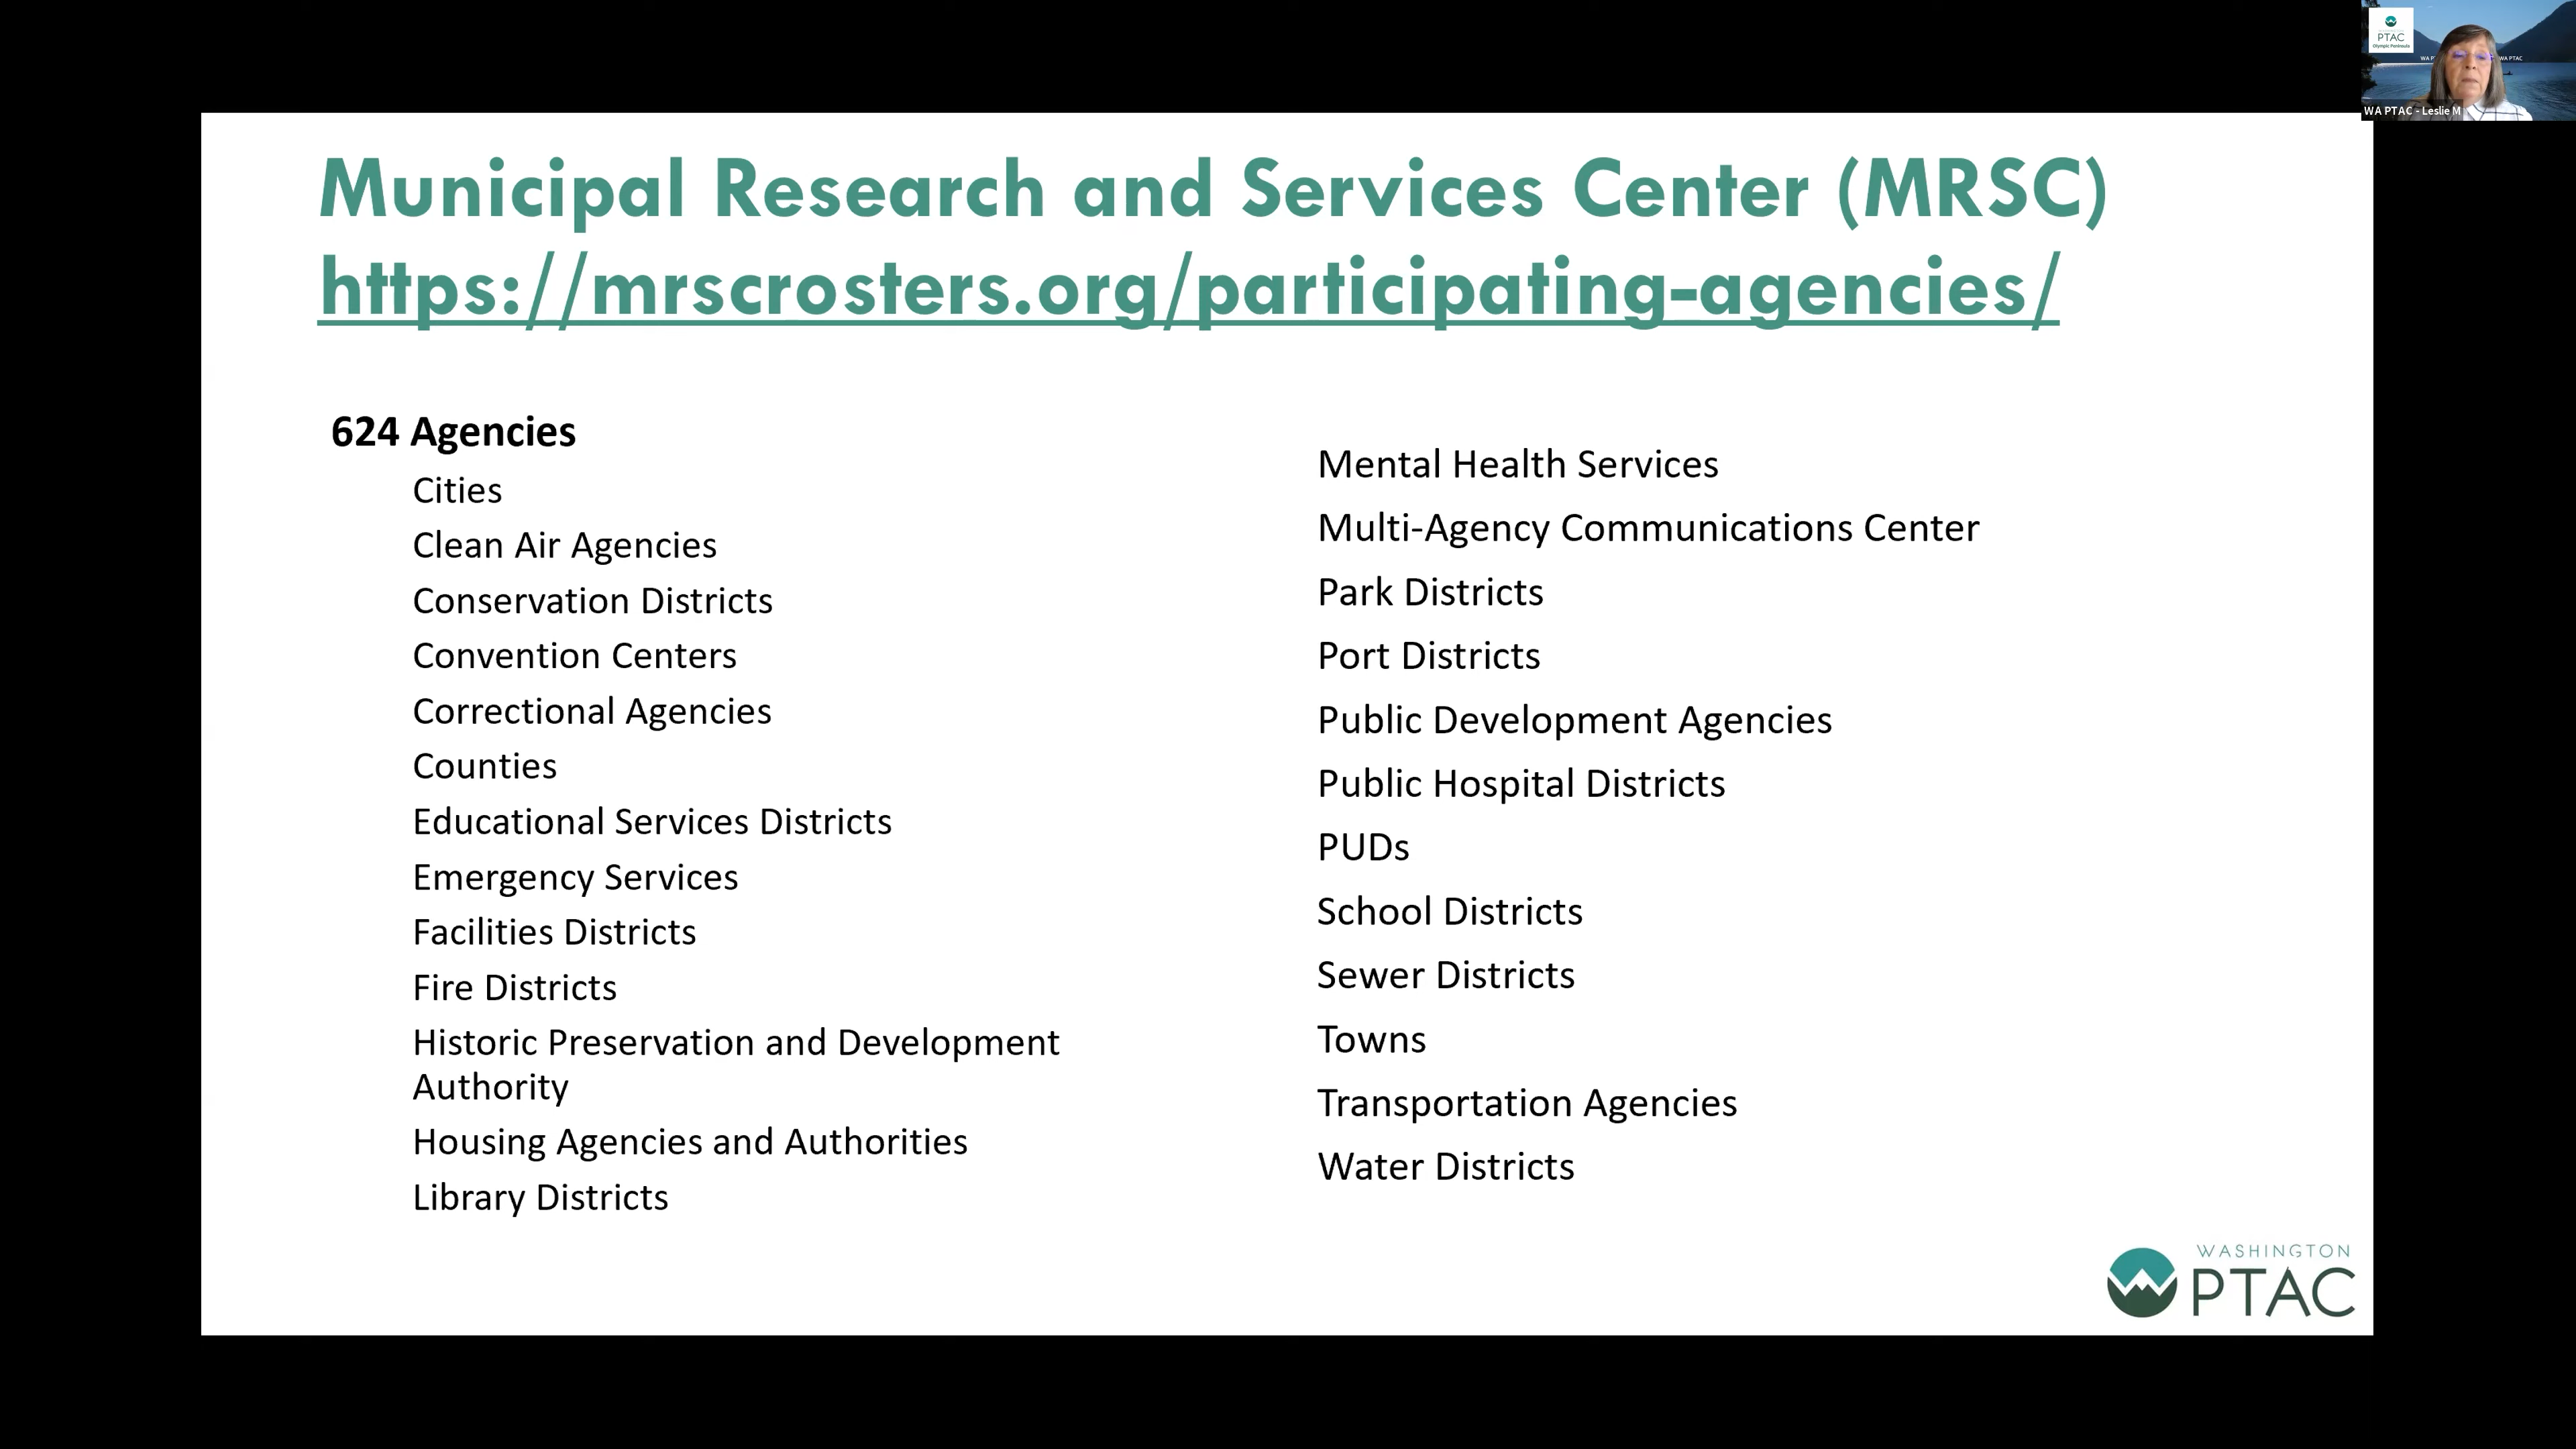 Municipal Research and Services Center (MRSC)
https://mrscrosters.org/participating-agencies/
624 Agencies
Cities
Clean Air Agencies
Conservation Districts
Convention Centers
Correctional Agencies
Counties
Educational Services Districts
Emergency Services
Facilities Districts
Fire Districts
Historic Preservation and Development
Authority
Housing Agencies and Authorities
Library Districts
Mental Health Services
Multi-Agency Communications Center
Park Districts
Port Districts
Public Development Agencies
Public Hospital Districts
PUDs
School Districts
Sewer Districts
Towns
Transportation Agencies
Water Districts
WASHINGTON
PTAC
PTAC
Olympic Peninsula
WA PTAC
WA PTAC - Leslie M